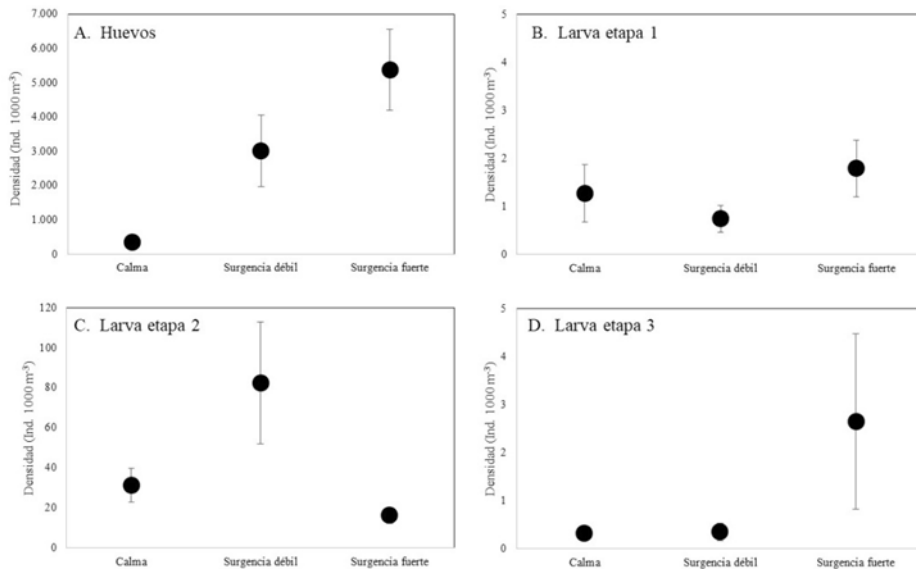 A. Huevos
Densidad (Ind. 1000 m⁻³)
7.000
6.000
5.000
4.000
3.000
2.000
1.000
0
Calma Surgencia débil Surgencia fuerte
B. Larva etapa 1
Densidad (Ind. 1000 m⁻³)
5
4
3
2
1
0
Calma Surgencia débil Surgencia fuerte
C. Larva etapa 2
Densidad (Ind. 1000 m⁻³)
120
100
80
60
40
20
0
Calma Surgencia débil Surgencia fuerte
D. Larva etapa 3
Densidad (Ind. 1000 m⁻³)
5
4
3
2
1
0
Calma Surgencia débil Surgencia fuerte